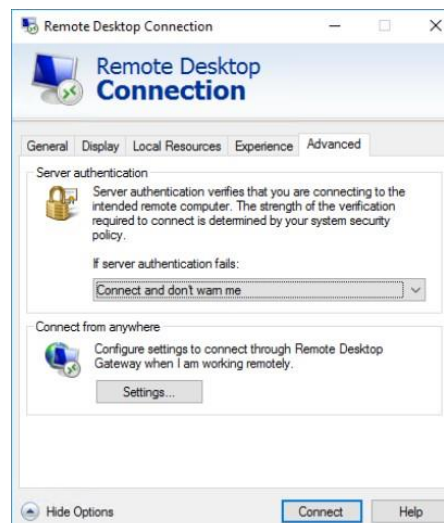 Remote Desktop Connection
Remote Desktop
Connection
General Display Local Resources Experience Advanced
Server authentication
Server authentication verifies that you are connecting to the
intended remote computer. The strength of the verification
required to connect is determined by your system security
policy.
If server authentication fails:
Connect and don't warn me
Connect from anywhere
Configure settings to connect through Remote Desktop
Gateway when I am working remotely.
Settings...
Hide Options Connect Help